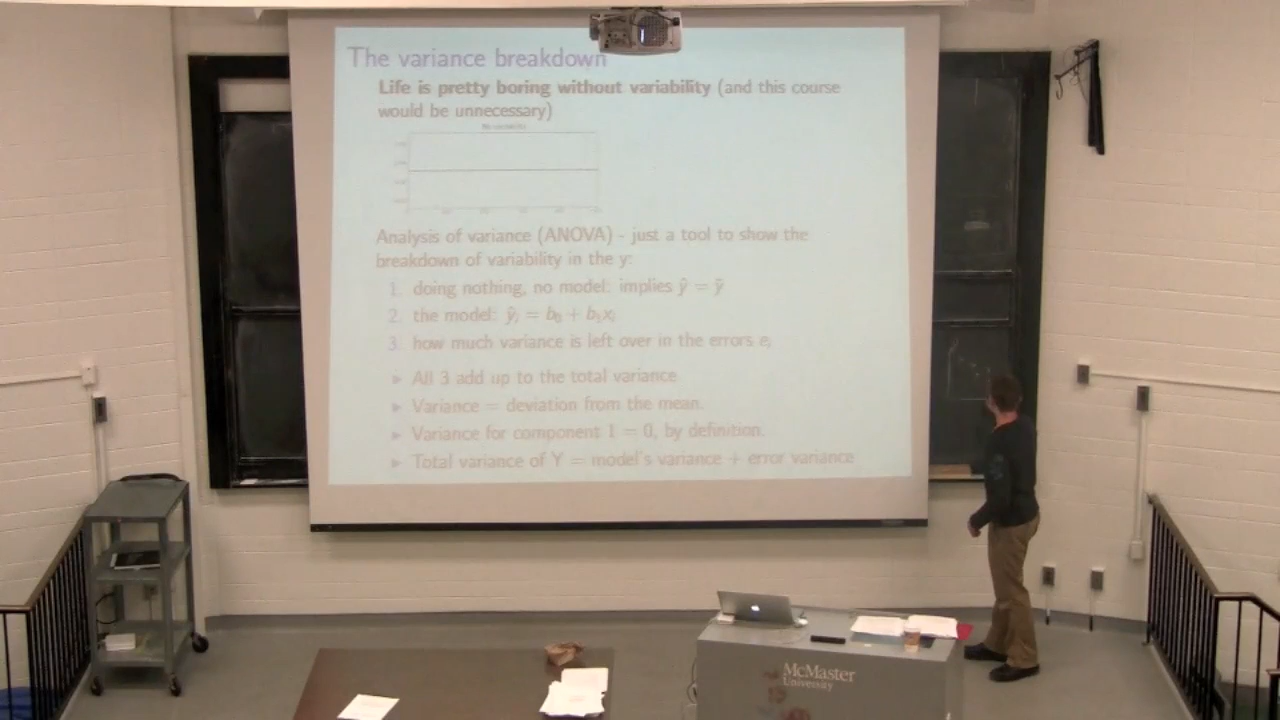 The variance breakdown
Life is pretty boring without variability (and this course
would be unnecessary)
No variability
Analysis of variance (ANOVA) - just a tool to show the
breakdown of variability in the y:
1. doing nothing, no model: implies ŷ = ȳ
2. the model: ŷᵢ = b₀ + b₁xᵢ
3. how much variance is left over in the errors eᵢ
▶ All 3 add up to the total variance
▶ Variance = deviation from the mean.
▶ Variance for component 1 = 0, by definition.
▶ Total variance of Y = model's variance + error variance
McMaster
University